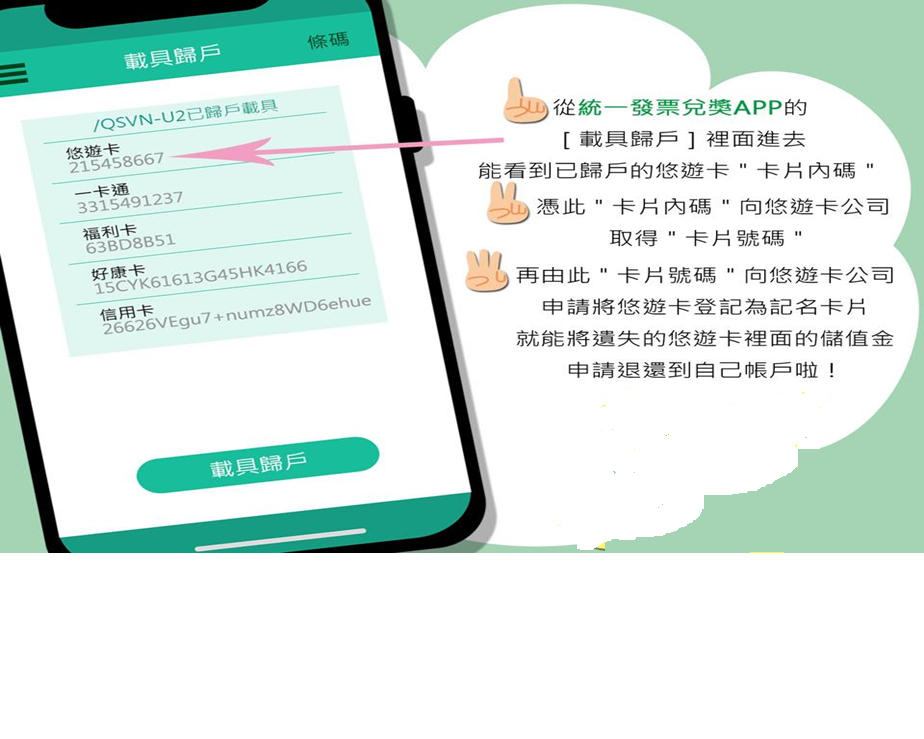 載具歸戶
條碼
/QSVN-U2已歸戶載具
悠遊卡
215458667
一卡通
3315491237
福利卡
63BD8B51
好康卡
15CYK61613G45HK4166
信用卡
26626VEgu7+numz8WD6ehue
載具歸戶
從統一發票兌獎APP的
[ 載具歸戶 ] 裡面進去
能看到已歸戶的悠遊卡 " 卡片內碼 "
憑此 " 卡片內碼 " 向悠遊卡公司
取得 " 卡片號碼 "
再由此 " 卡片號碼 " 向悠遊卡公司
申請將悠遊卡登記為記名卡片
就能將遺失的悠遊卡裡面的儲值金
申請退還到自己帳戶啦！